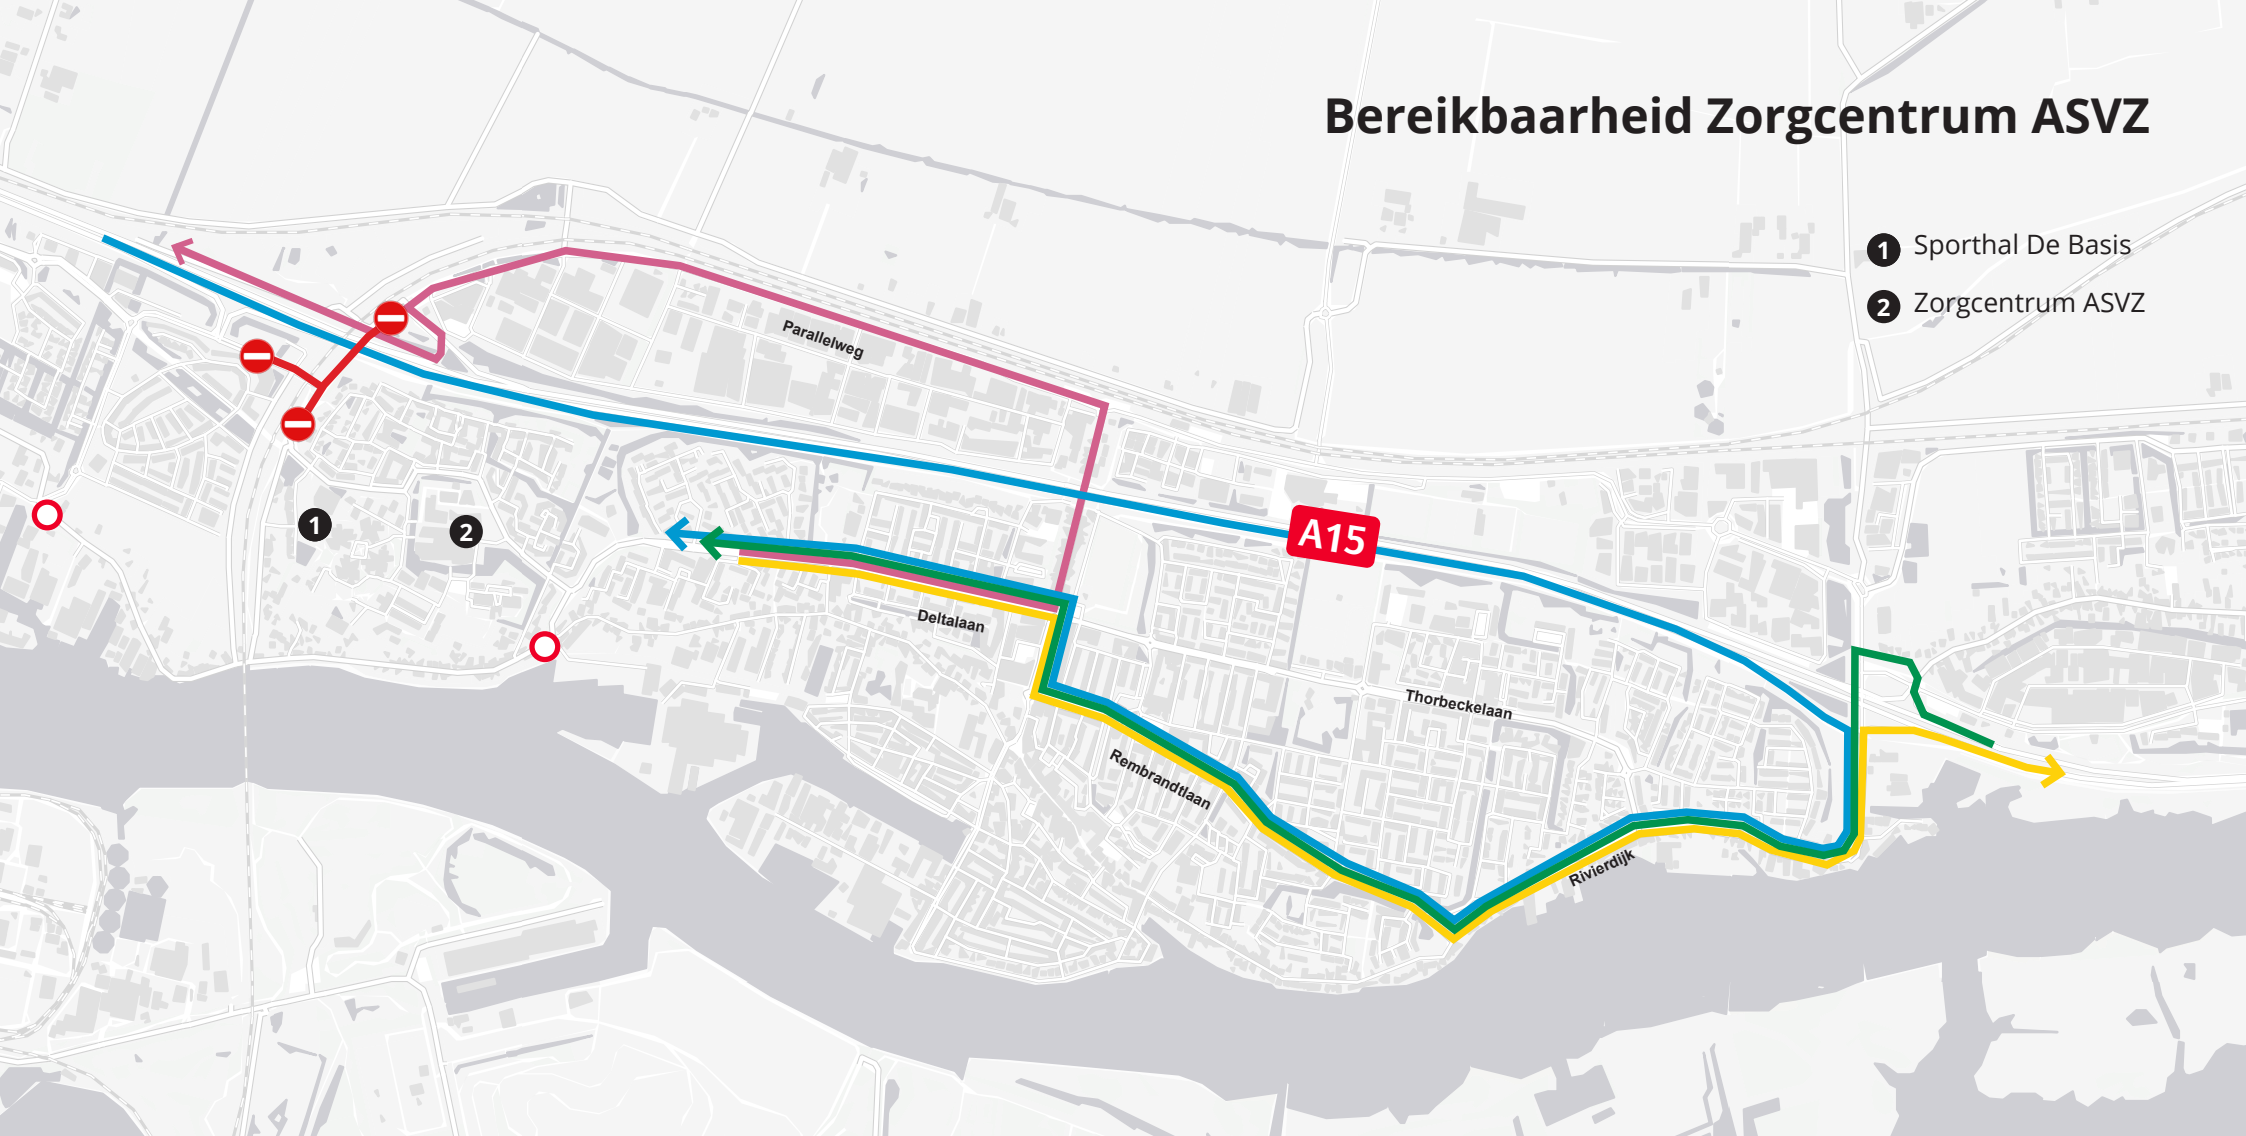 Bereikbaarheid Zorgcentrum ASVZ
1 Sporthal De Basis
2 Zorgcentrum ASVZ
Parallelweg
1
2
A15
Deltalaan
Thorbeckelaan
Rembrandtlaan
Rivierdijk